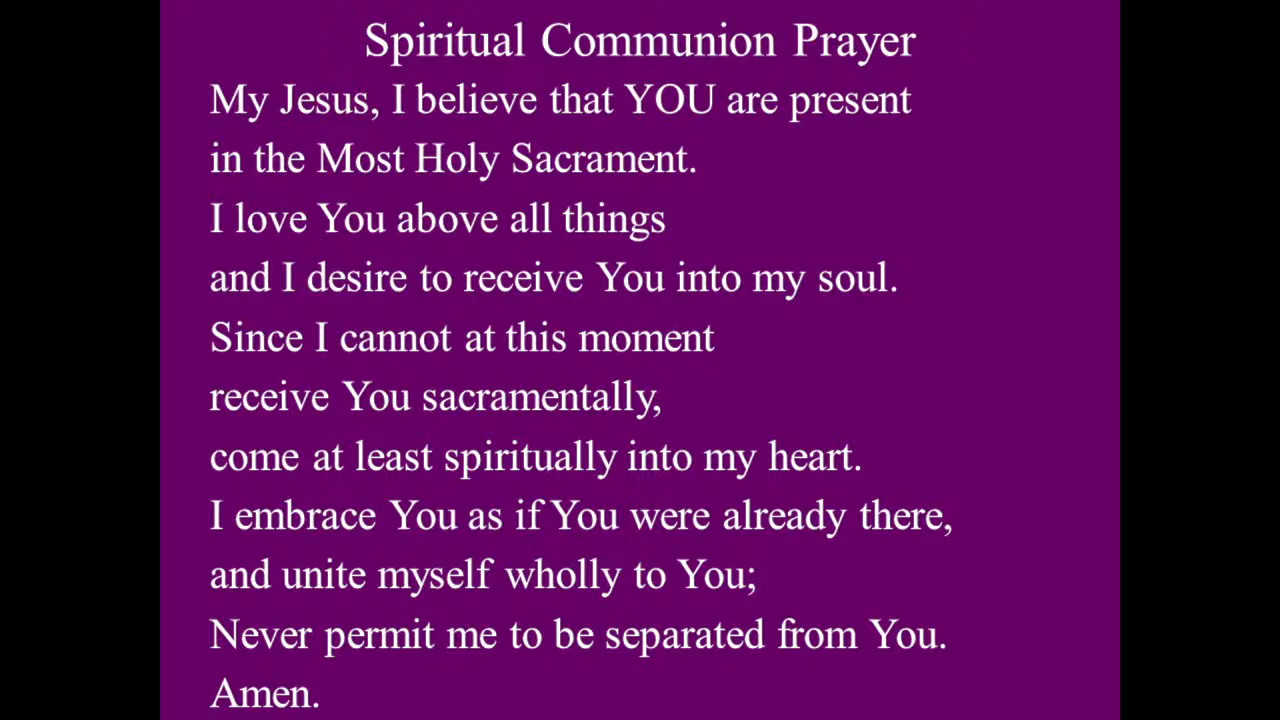 Spiritual Communion Prayer
My Jesus, I believe that YOU are present
in the Most Holy Sacrament.
I love You above all things
and I desire to receive You into my soul.
Since I cannot at this moment
receive You sacramentally,
come at least spiritually into my heart.
I embrace You as if You were already there,
and unite myself wholly to You;
Never permit me to be separated from You.
Amen.